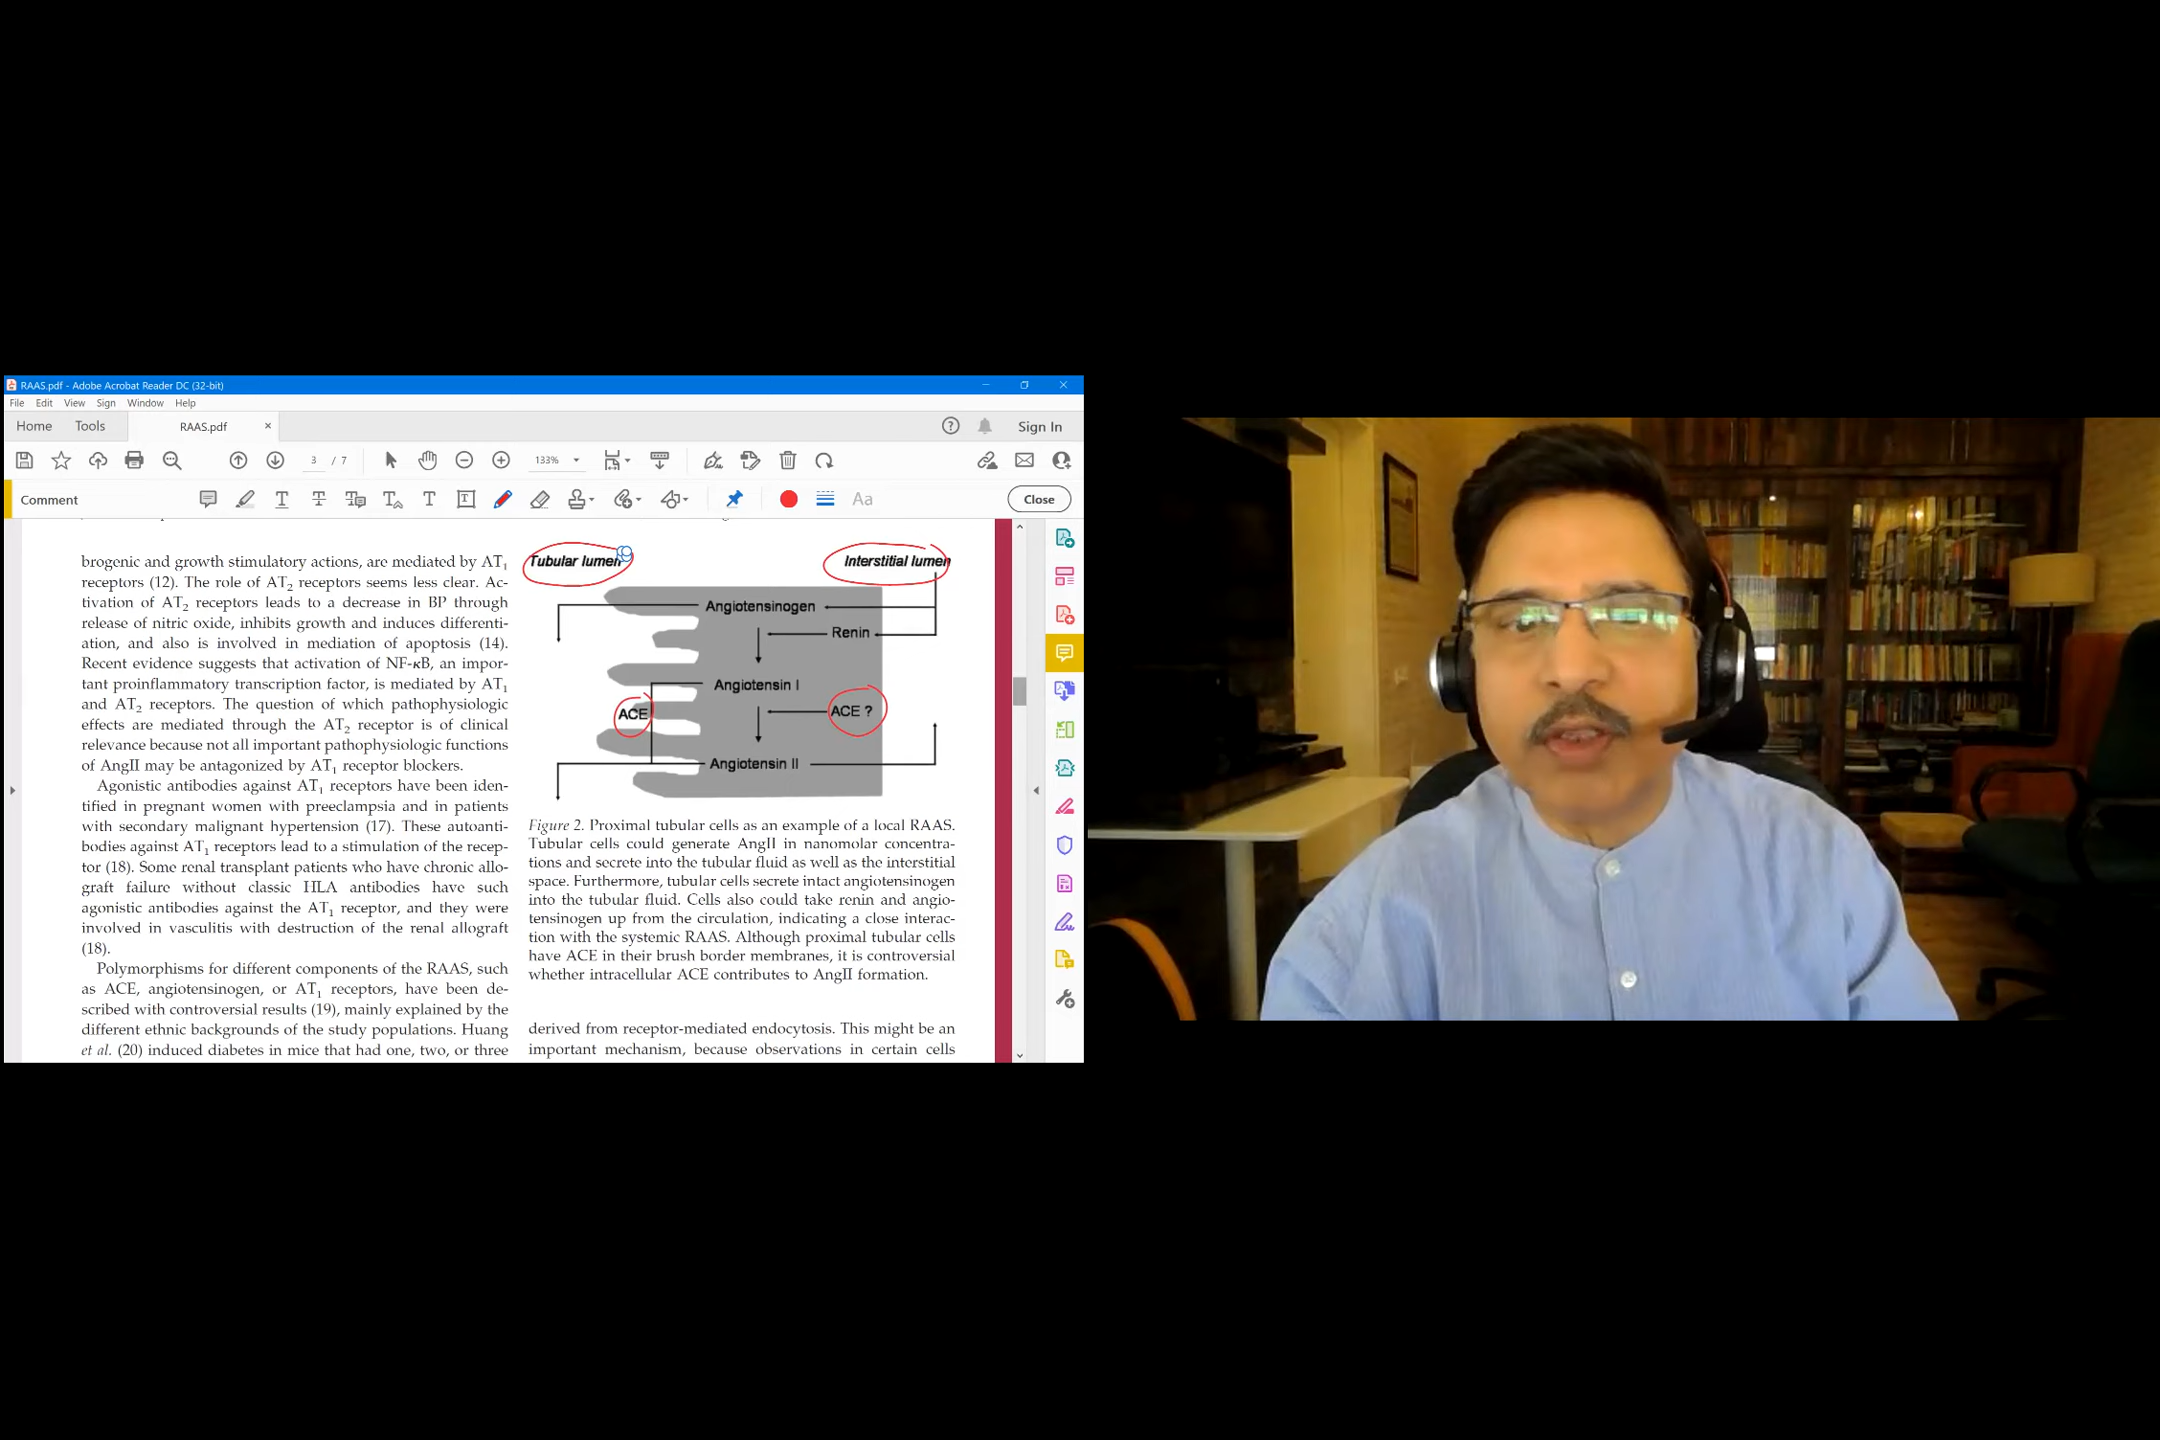 RAAS.pdf - Adobe Acrobat Reader DC (32-bit)
File Edit View Sign Window Help
Home Tools RAAS.pdf × Sign In
3 / 7 133%
Comment Aa Close
brogenic and growth stimulatory actions, are mediated by AT1
receptors (12). The role of AT2 receptors seems less clear. Ac-
tivation of AT2 receptors leads to a decrease in BP through
release of nitric oxide, inhibits growth and induces differenti-
ation, and also is involved in mediation of apoptosis (14).
Recent evidence suggests that activation of NF-κB, an impor-
tant proinflammatory transcription factor, is mediated by AT1
and AT2 receptors. The question of which pathophysiologic
effects are mediated through the AT2 receptor is of clinical
relevance because not all important pathophysiologic functions
of AngII may be antagonized by AT1 receptor blockers.
Agonistic antibodies against AT1 receptors have been iden-
tified in pregnant women with preeclampsia and in patients
with secondary malignant hypertension (17). These autoanti-
bodies against AT1 receptors lead to a stimulation of the recep-
tor (18). Some renal transplant patients who have chronic allo-
graft failure without classic HLA antibodies have such
agonistic antibodies against the AT1 receptor, and they were
involved in vasculitis with destruction of the renal allograft
(18).
Polymorphisms for different components of the RAAS, such
as ACE, angiotensinogen, or AT1 receptors, have been de-
scribed with controversial results (19), mainly explained by the
different ethnic backgrounds of the study populations. Huang
et al. (20) induced diabetes in mice that had one, two, or three
Tubular lumen Interstitial lumen
Angiotensinogen
Renin
Angiotensin I
ACE ACE ?
Angiotensin II
Figure 2. Proximal tubular cells as an example of a local RAAS.
Tubular cells could generate AngII in nanomolar concentra-
tions and secrete into the tubular fluid as well as the interstitial
space. Furthermore, tubular cells secrete intact angiotensinogen
into the tubular fluid. Cells also could take renin and angio-
tensinogen up from the circulation, indicating a close interac-
tion with the systemic RAAS. Although proximal tubular cells
have ACE in their brush border membranes, it is controversial
whether intracellular ACE contributes to AngII formation.
derived from receptor-mediated endocytosis. This might be an
important mechanism, because observations in certain cells